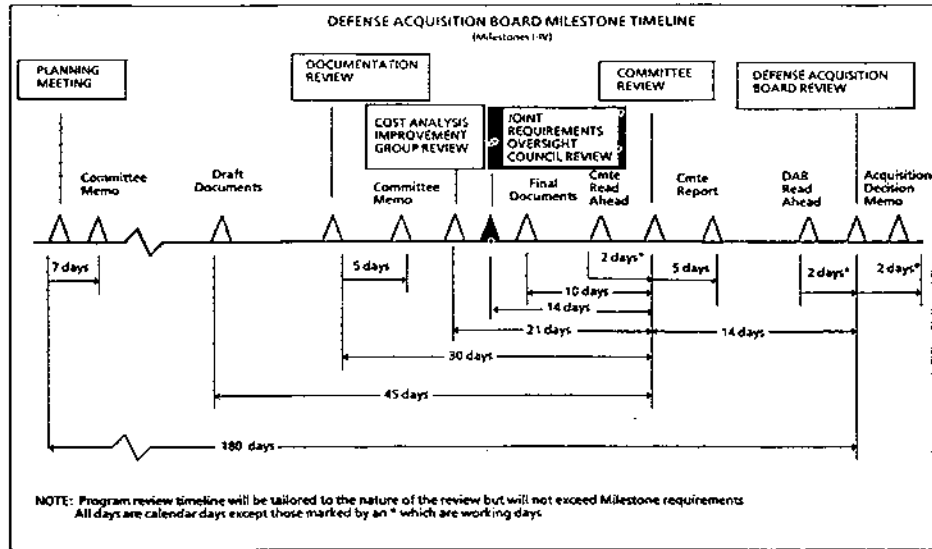 DEFENSE ACQUISITION BOARD MILESTONE TIMELINE
(Milestones I-IV)
PLANNING
MEETING
DOCUMENTATION
REVIEW
COMMITTEE
REVIEW
DEFENSE ACQUISITION
BOARD REVIEW
COST ANALYSIS
IMPROVEMENT
GROUP REVIEW
JOINT
REQUIREMENTS
OVERSIGHT
COUNCIL REVIEW
Committee
Memo
Draft
Documents
Committee
Memo
Final
Documents
Cmte
Read
Ahead
Cmte
Report
DAB
Read
Ahead
Acquisition
Decision
Memo
7 days
5 days
2 days*
5 days
2 days*
2 days*
10 days
14 days
21 days
14 days
30 days
45 days
180 days
NOTE: Program review timeline will be tailored to the nature of the review but will not exceed Milestone requirements
All days are calendar days except those marked by an * which are working days